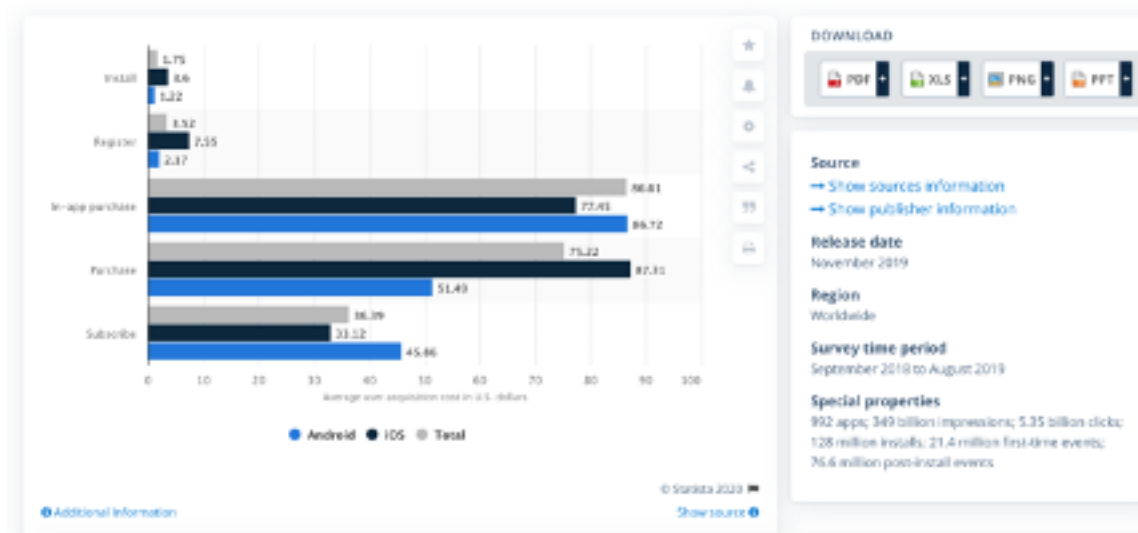 Install
1.75
3.6
1.22
Register
3.52
7.55
2.37
In-app purchase
86.61
77.45
86.72
Purchase
75.22
87.31
51.49
Subscribe
36.39
33.12
45.86
0 10 20 30 40 50 60 70 80 90 100
Average user acquisition cost in U.S. dollars
Android iOS Total
© Statista 2020
Additional Information
Show source
DOWNLOAD
PDF + XLS + PNG + PPT +
Source
→ Show sources information
→ Show publisher information
Release date
November 2019
Region
Worldwide
Survey time period
September 2018 to August 2019
Special properties
992 apps; 349 billion impressions; 5.35 billion clicks;
128 million installs; 21.4 million first-time events;
76.6 million post-install events